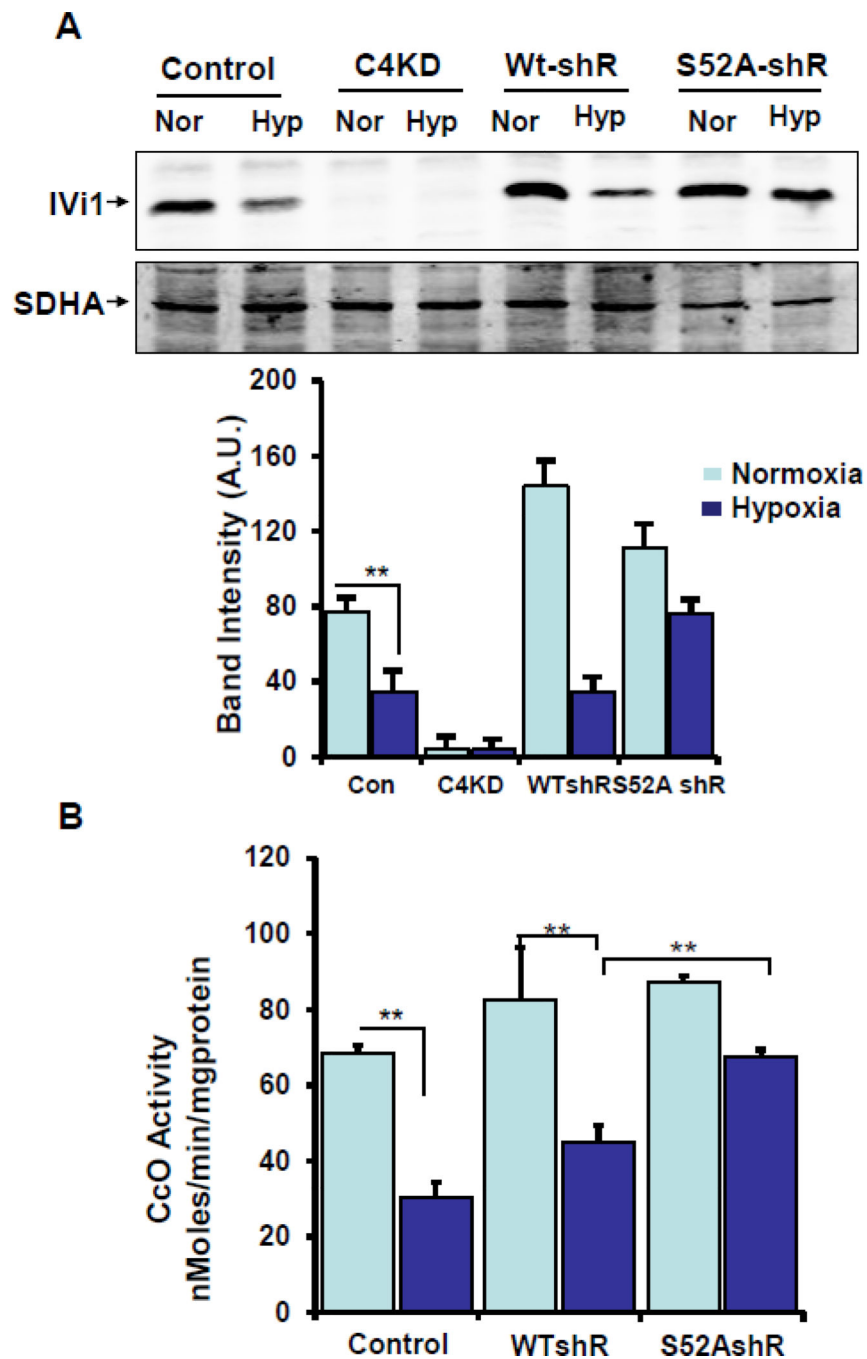 A
Control C4KD Wt-shR S52A-shR
Nor Hyp Nor Hyp Nor Hyp Nor Hyp
IVi1
SDHA
Band Intensity (A.U.)
200
160
120
80
40
0
**
Normoxia
Hypoxia
Con C4KD WTshRS52A shR
B
CcO Activity
nMoles/min/mgprotein
120
100
80
60
40
20
0
**
**
**
Control WTshR S52AshR